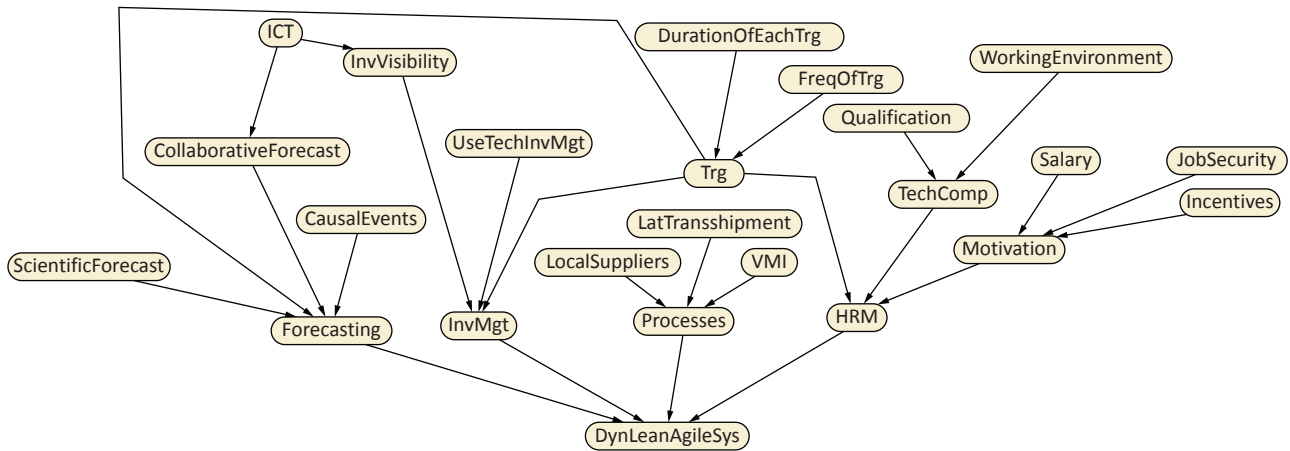 ICT
DurationOfEachTrg
InvVisibility
WorkingEnvironment
FreqOfTrg
Qualification
UseTechInvMgt
CollaborativeForecast
Salary
JobSecurity
Trg
TechComp
Incentives
CausalEvents
LatTransshipment
Motivation
ScientificForecast
LocalSuppliers
VMI
Forecasting
InvMgt
Processes
HRM
DynLeanAgileSys